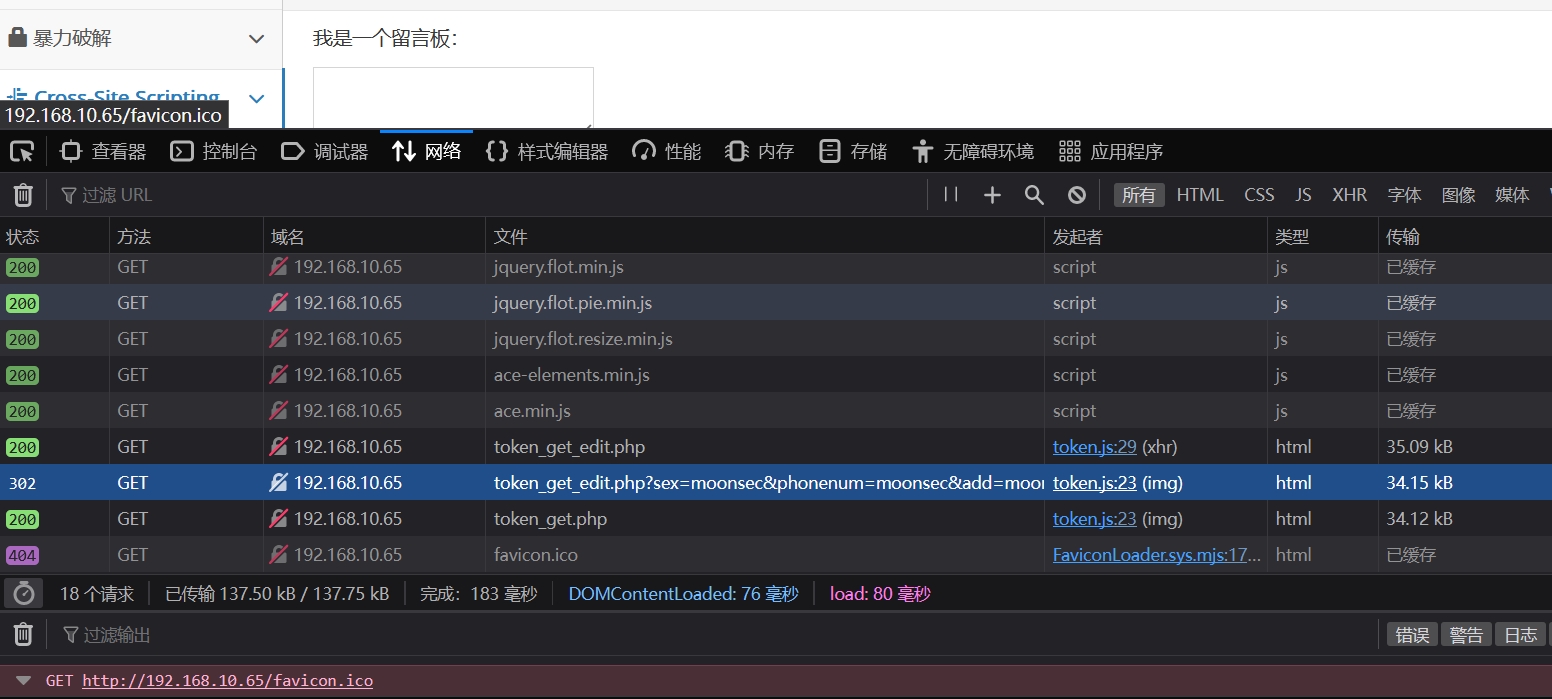 暴力破解
我是一个留言板：
Cross-Site Scripting
192.168.10.65/favicon.ico
查看器 控制台 调试器 网络 样式编辑器 性能 内存 存储 无障碍环境 应用程序
过滤 URL 所有 HTML CSS JS XHR 字体 图像 媒体
状态 方法 域名 文件 发起者 类型 传输
200 GET 192.168.10.65 jquery.flot.min.js script js 已缓存
200 GET 192.168.10.65 jquery.flot.pie.min.js script js 已缓存
200 GET 192.168.10.65 jquery.flot.resize.min.js script js 已缓存
200 GET 192.168.10.65 ace-elements.min.js script js 已缓存
200 GET 192.168.10.65 ace.min.js script js 已缓存
200 GET 192.168.10.65 token_get_edit.php token.js:29 (xhr) html 35.09 kB
302 GET 192.168.10.65 token_get_edit.php?sex=moonsec&phonenum=moonsec&add=moon token.js:23 (img) html 34.15 kB
200 GET 192.168.10.65 token_get.php token.js:23 (img) html 34.12 kB
404 GET 192.168.10.65 favicon.ico FaviconLoader.sys.mjs:17... html 已缓存
18 个请求 已传输 137.50 kB / 137.75 kB 完成：183 毫秒 DOMContentLoaded: 76 毫秒 load: 80 毫秒
过滤输出 错误 警告 日志
GET http://192.168.10.65/favicon.ico